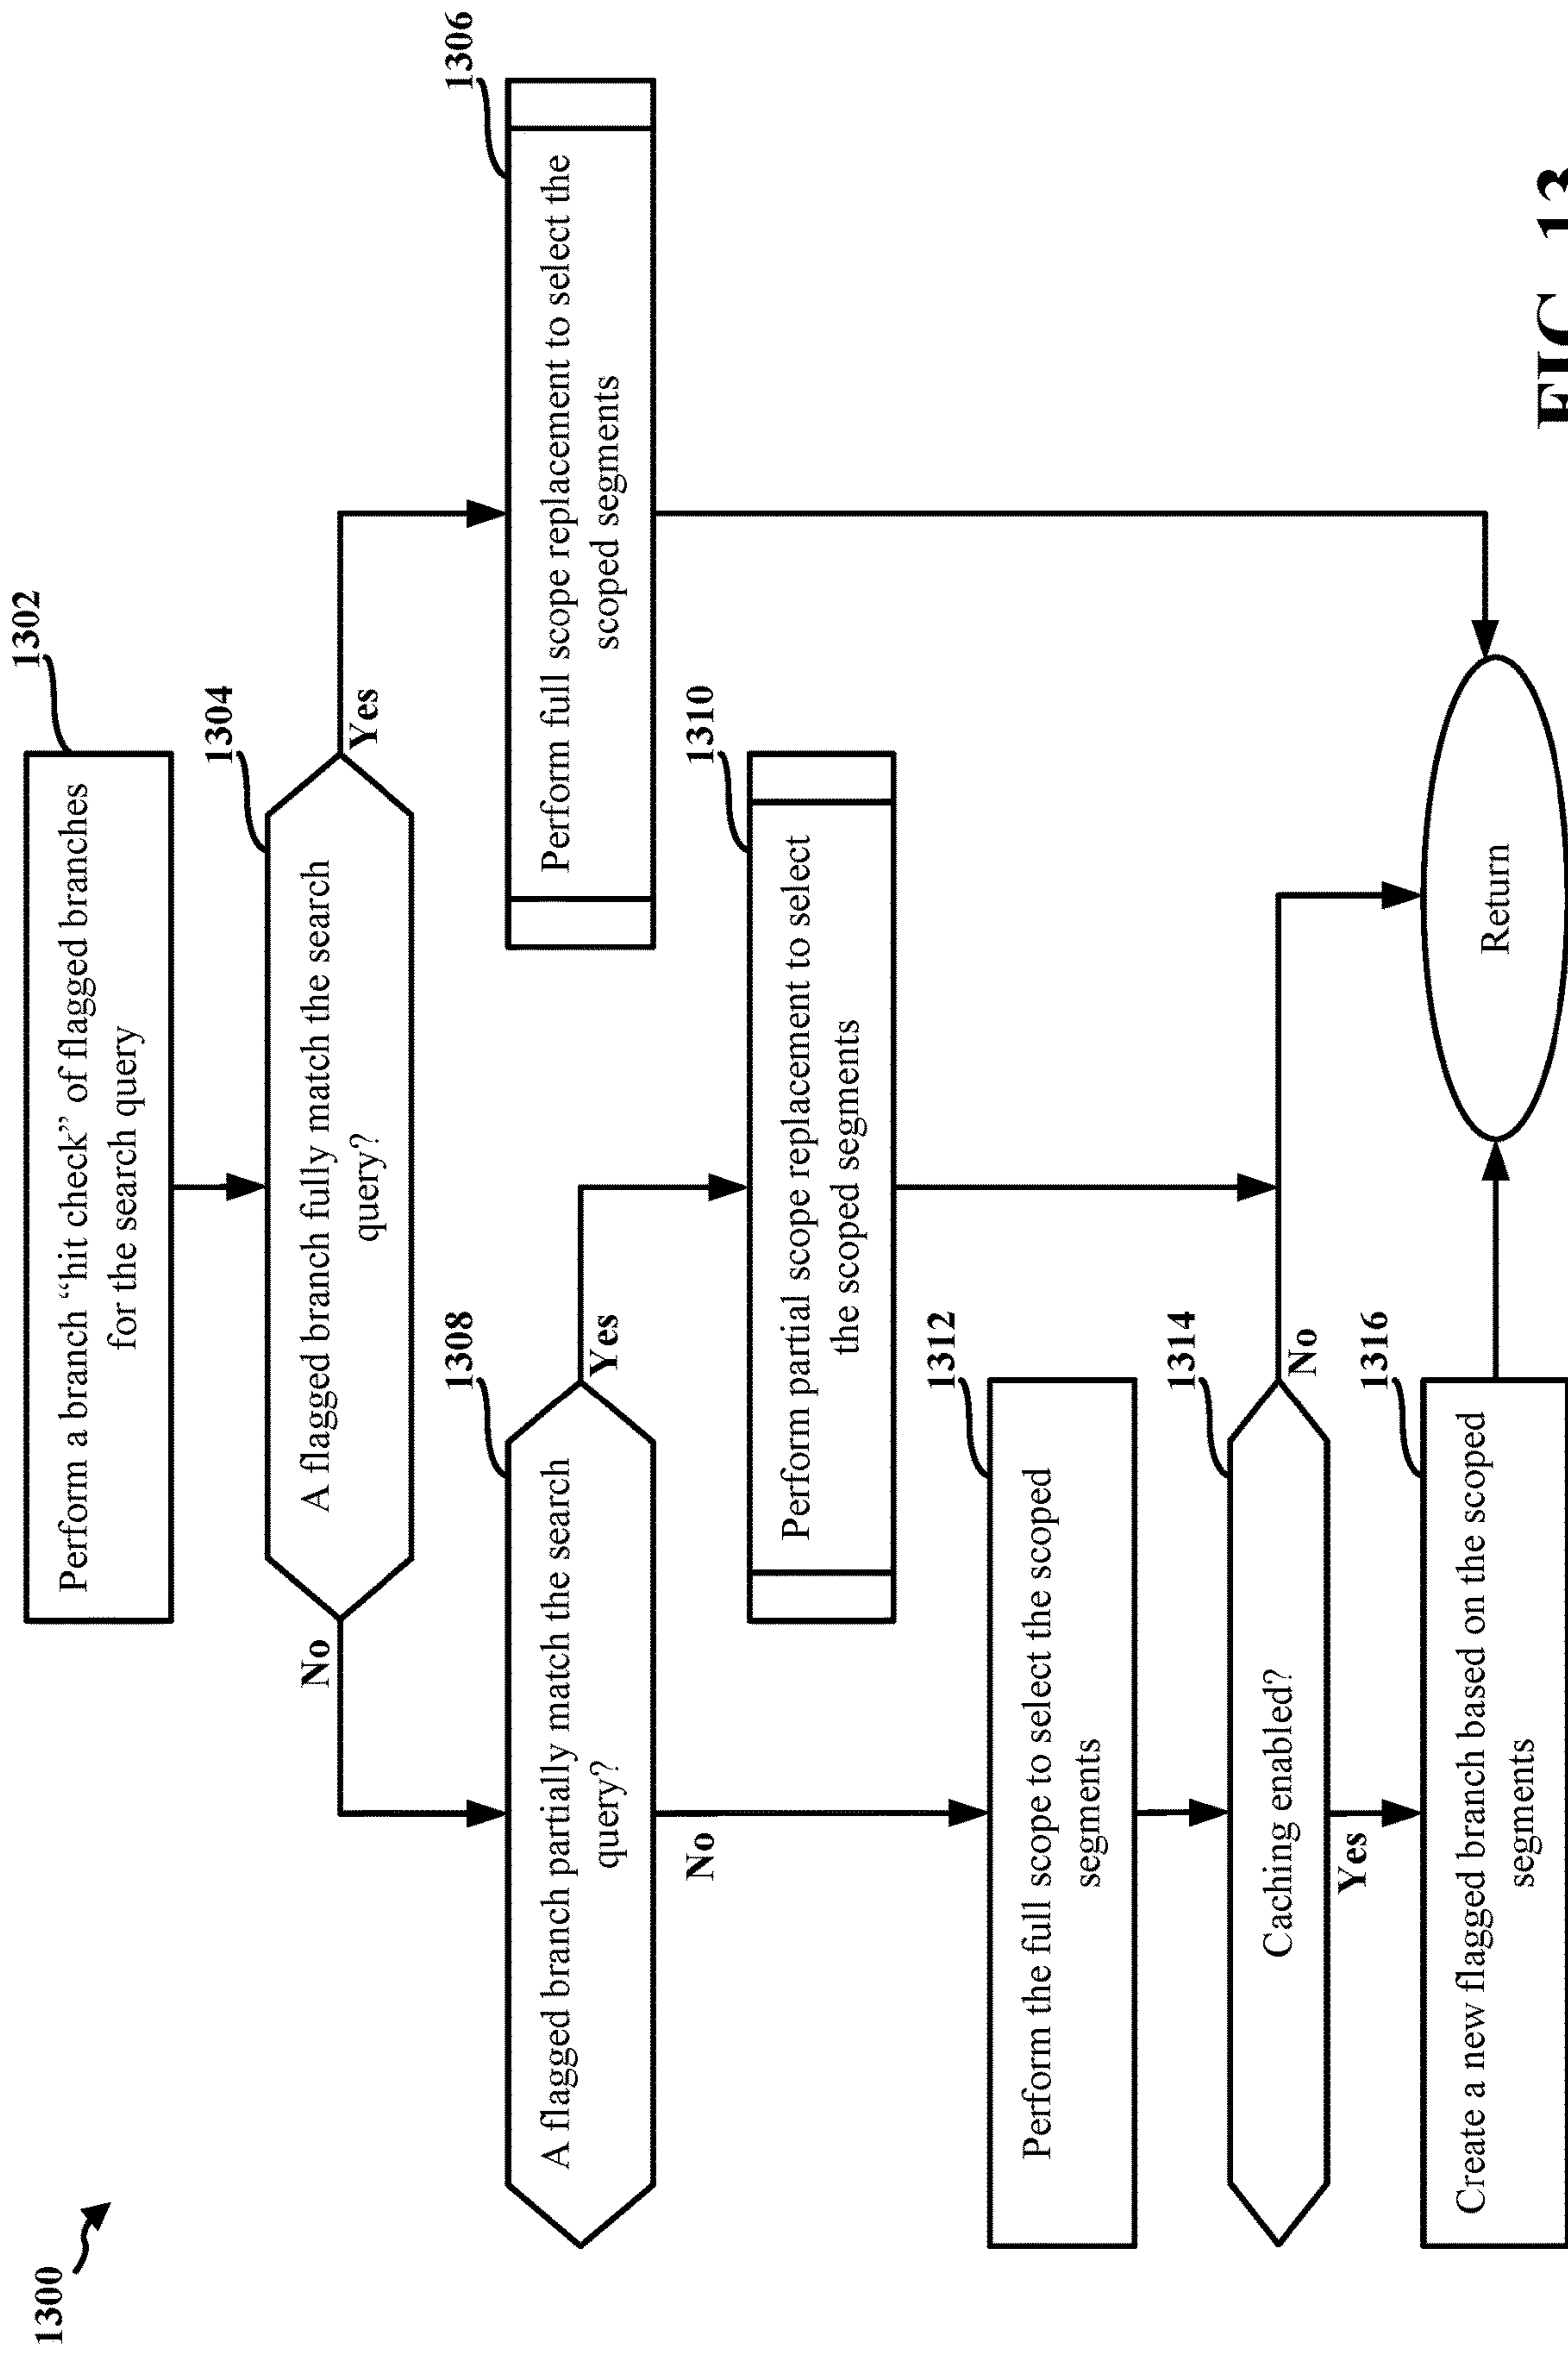 1300
1302
Perform a branch “hit check” of flagged branches
for the search query
1304
A flagged branch fully match the search
query?
No
Yes
1306
Perform full scope replacement to select the
scoped segments
1308
A flagged branch partially match the search
query?
Yes
No
1310
Perform partial scope replacement to select
the scoped segments
1312
Perform the full scope to select the scoped
segments
1314
Caching enabled?
No
Yes
1316
Create a new flagged branch based on the scoped
segments
Return
FIG. 13